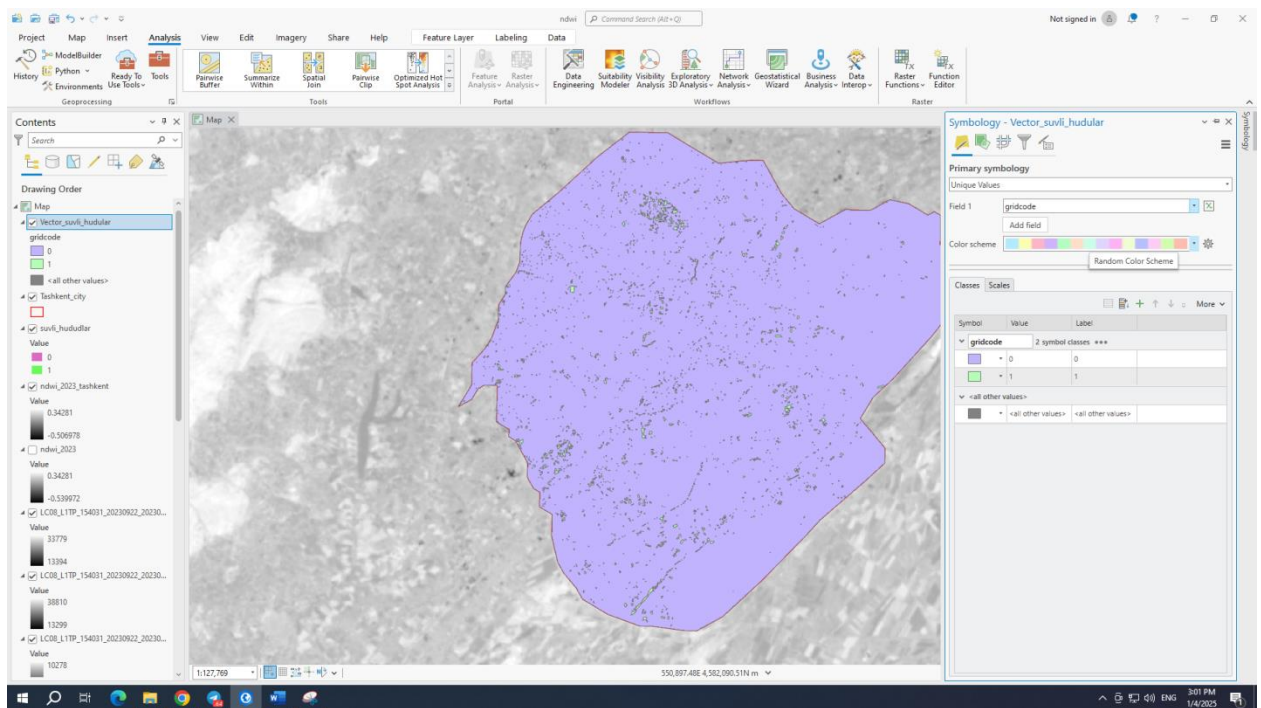 ndwi
Command Search (Alt+Q)
Not signed in
?
Project Map Insert Analysis View Edit Imagery Share Help Feature Layer Labeling Data
History
ModelBuilder
Python
Environments
Ready To Use Tools
Tools
Geoprocessing
Pairwise Buffer
Summarize Within
Spatial Join
Pairwise Clip
Optimized Hot Spot Analysis
Tools
Feature Analysis
Raster Analysis
Portal
Data Engineering
Suitability Modeler
Visibility Analysis
Exploratory 3D Analysis
Network Analysis
Geostatistical Wizard
Business Analysis
Data Interop
Workflows
Raster Functions
Function Editor
Raster
Contents
Search
Drawing Order
Map
Vector_suvli_hudular
gridcode
0
1
<all other values>
Tashkent_city
suvli_hududlar
Value
0
1
ndwi_2023_tashkent
Value
0.34281
-0.506978
ndwi_2023
Value
0.34281
-0.539972
LC08_L1TP_154031_20230922_20230...
Value
33779
13394
LC08_L1TP_154031_20230922_20230...
Value
38810
13299
LC08_L1TP_154031_20230922_20230...
Value
10278
Map
1:127,769
550,897.48E 4,582,090.51N m
Symbology - Vector_suvli_hudular
Symbology
Primary symbology
Unique Values
Field 1 gridcode
Add field
Color scheme
Random Color Scheme
Classes Scales
More
Symbol Value Label
gridcode 2 symbol classes
0 0
1 1
<all other values>
<all other values> <all other values>
ENG
3:01 PM
1/4/2025